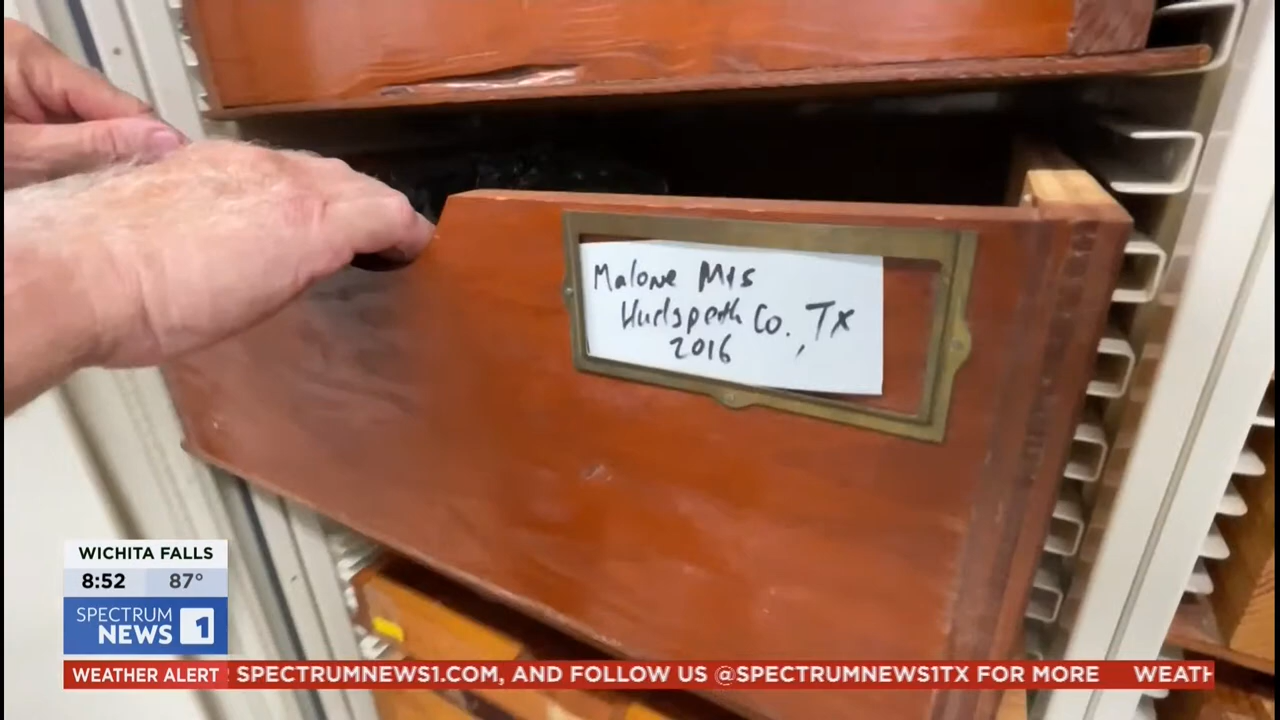 Malone Mts
Hudspeth Co., Tx
2016
WICHITA FALLS
8:52 87°
SPECTRUM
NEWS 1
WEATHER ALERT SPECTRUMNEWS1.COM, AND FOLLOW US @SPECTRUMNEWS1TX FOR MORE WEATH